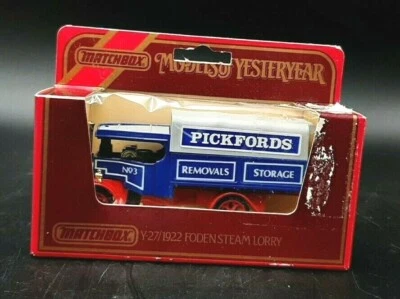 MATCHBOX
MODELS OF YESTERYEAR
PICKFORDS
No3
REMOVALS
STORAGE
MATCHBOX
Y-27/1922 FODEN STEAM LORRY